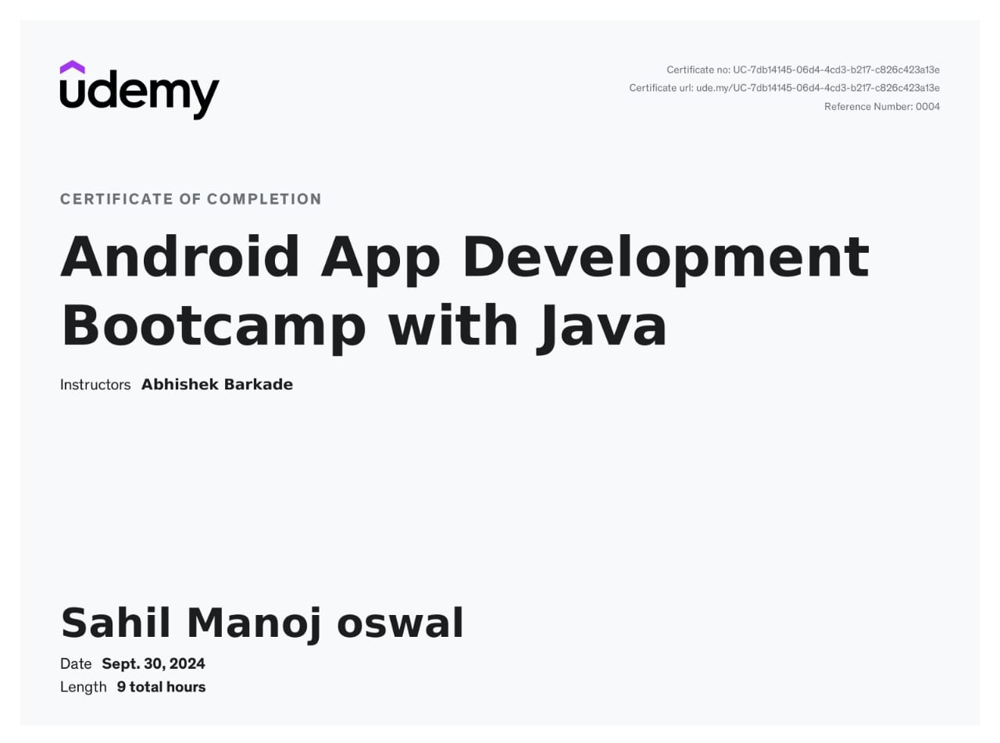 udemy
Certificate no: UC-7db14145-06d4-4cd3-b217-c826c423a13e
Certificate url: ude.my/UC-7db14145-06d4-4cd3-b217-c826c423a13e
Reference Number: 0004
CERTIFICATE OF COMPLETION
Android App Development
Bootcamp with Java
Instructors Abhishek Barkade
Sahil Manoj oswal
Date Sept. 30, 2024
Length 9 total hours